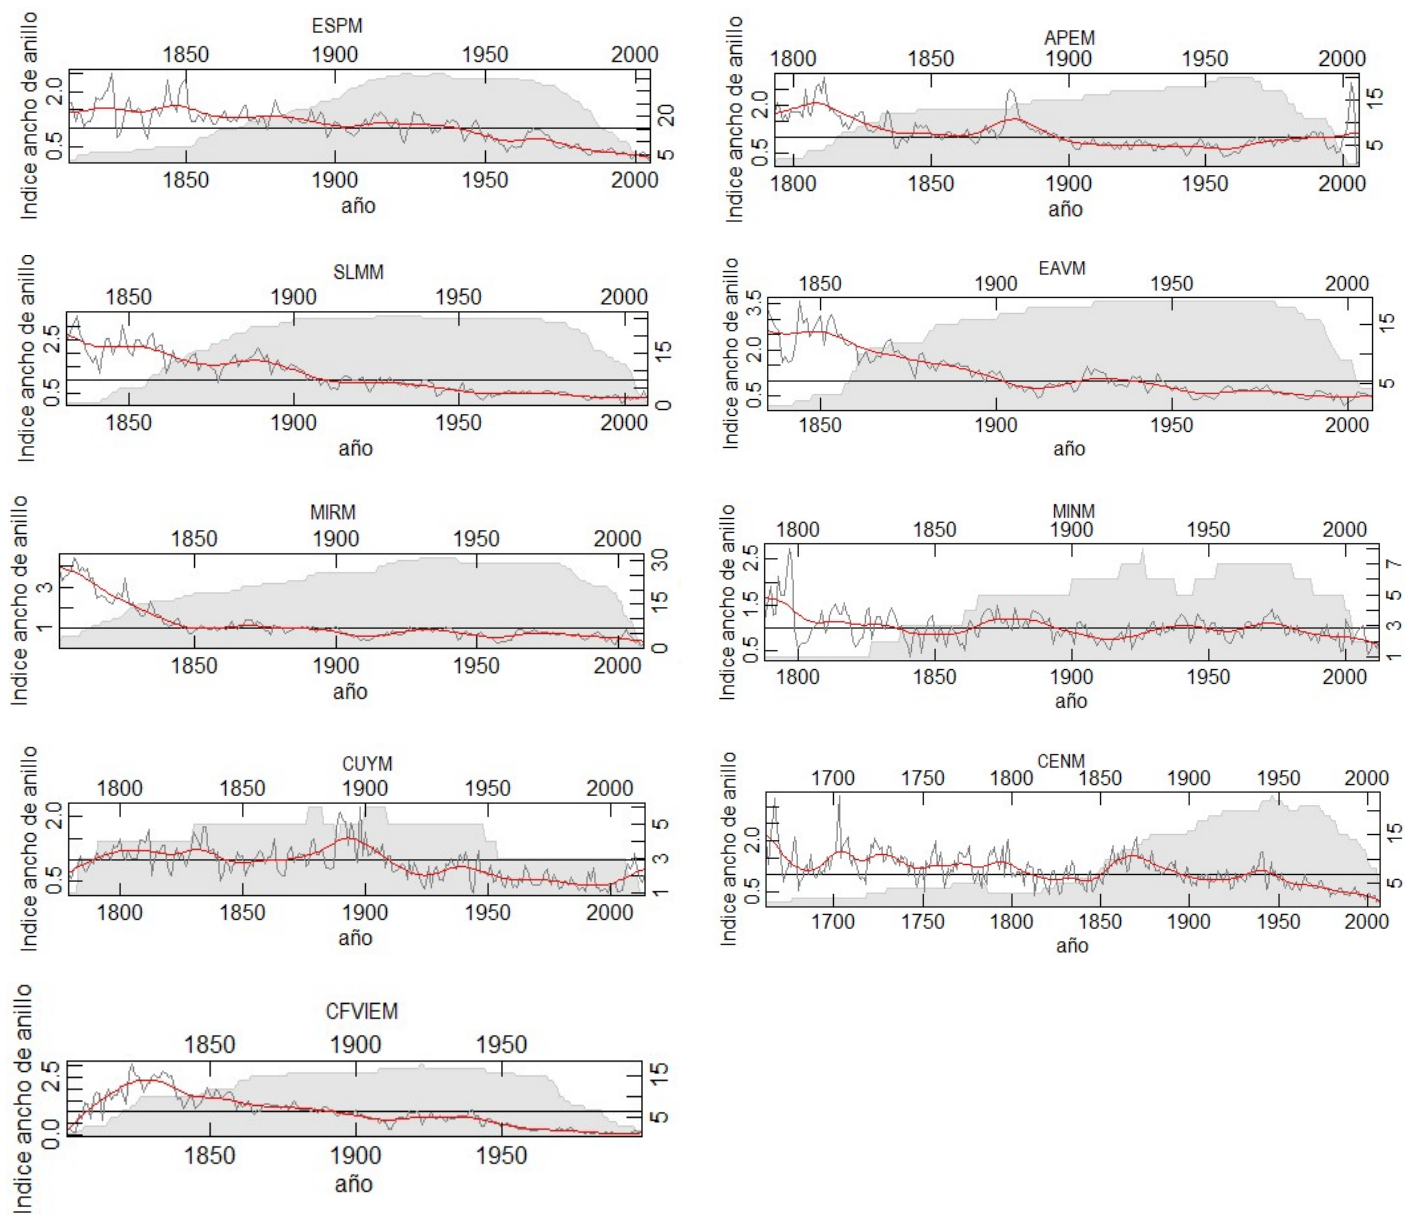 ESPM
1850 1900 1950 2000
Indice ancho de anillo
0.5 2.0
5 20
1850 1900 1950 2000
año
APEM
1800 1850 1900 1950 2000
Indice ancho de anillo
0.5 2.0
5 15
1800 1850 1900 1950 2000
año
SLMM
1850 1900 1950 2000
Indice ancho de anillo
0.5 2.5
0 15
1850 1900 1950 2000
año
EAVM
1850 1900 1950 2000
Indice ancho de anillo
0.5 2.0 3.5
5 15
1850 1900 1950 2000
año
MIRM
1850 1900 1950 2000
Indice ancho de anillo
1 3
0 15 30
1850 1900 1950 2000
año
MINM
1800 1850 1900 1950 2000
Indice ancho de anillo
0.5 1.5 2.5
1 3 5 7
1800 1850 1900 1950 2000
año
CUYM
1800 1850 1900 1950 2000
Indice ancho de anillo
0.5 2.0
1 3 5
1800 1850 1900 1950 2000
año
CENM
1700 1750 1800 1850 1900 1950 2000
Indice ancho de anillo
0.5 2.0
5 15
1700 1750 1800 1850 1900 1950 2000
año
CFVIEM
1850 1900 1950
Indice ancho de anillo
0.0 2.5
5 15
1850 1900 1950
año